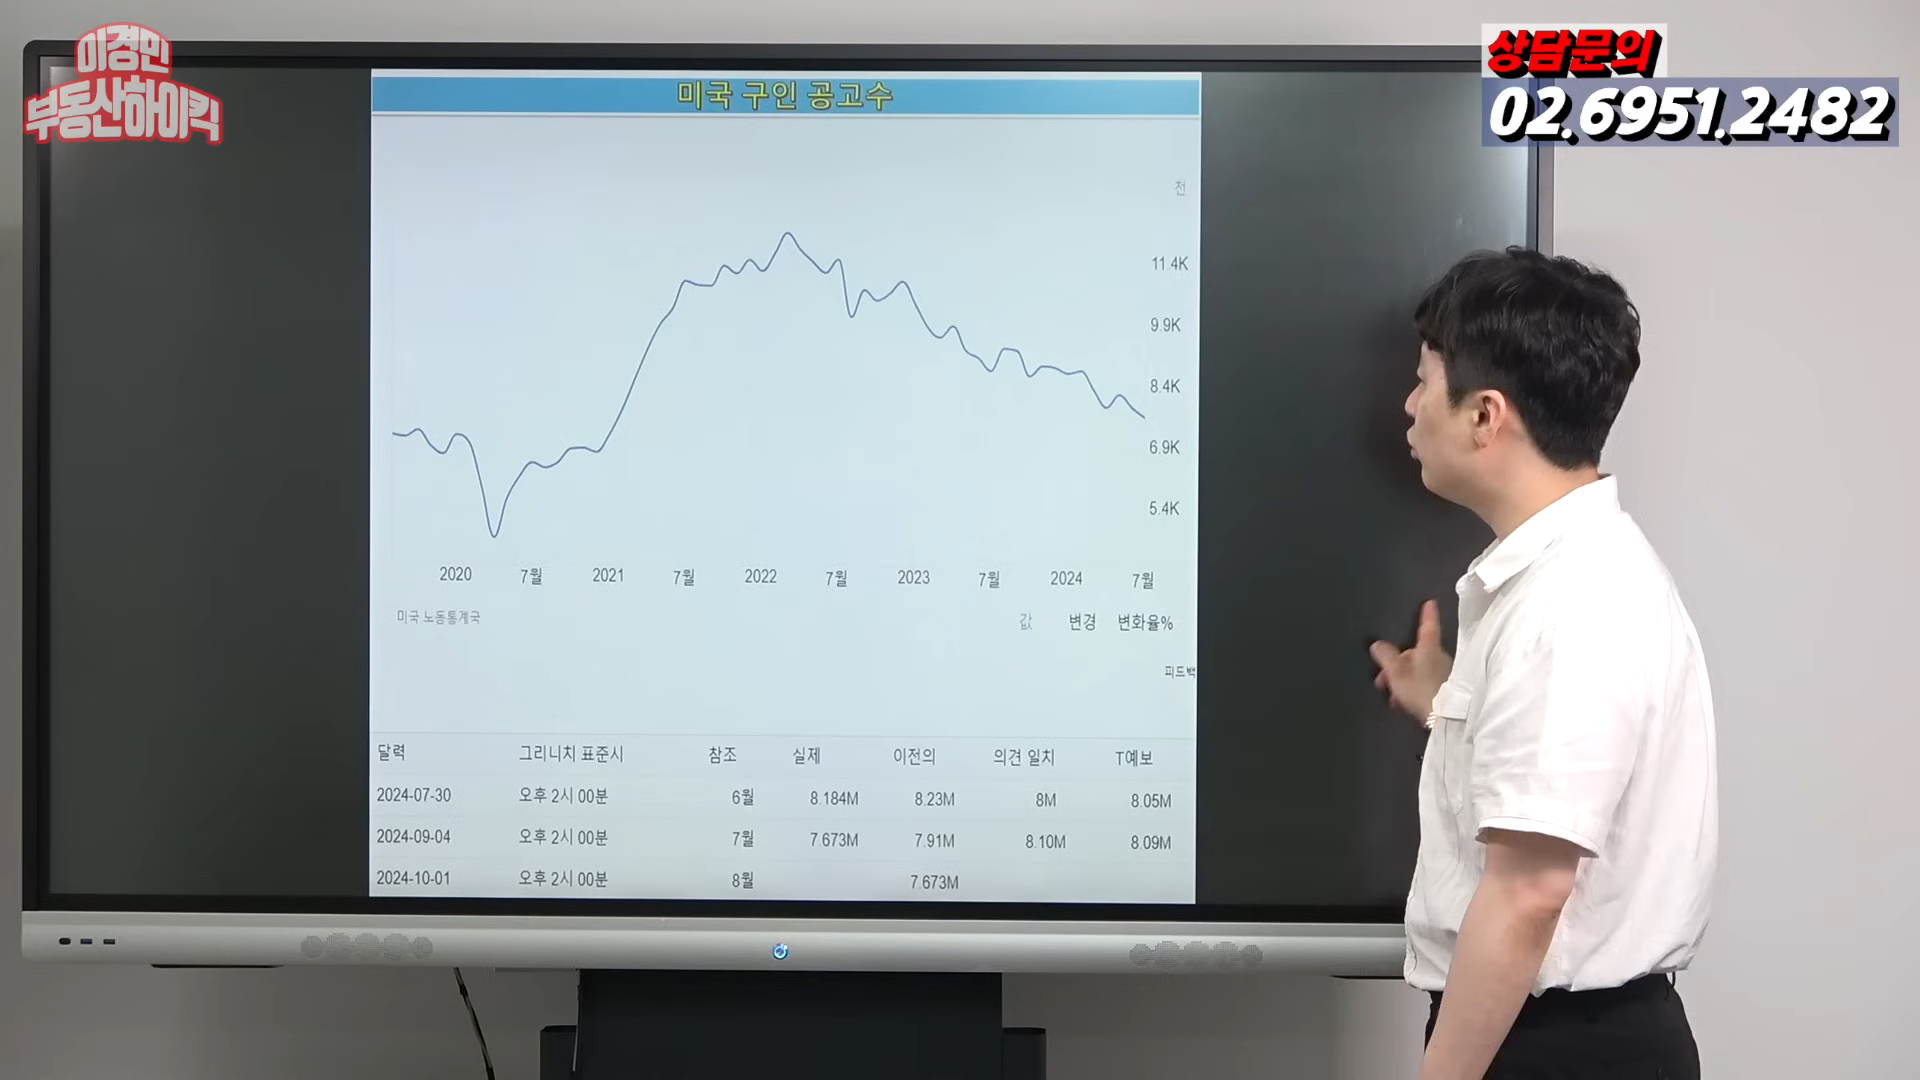 이경민
부동산하이킥
상담문의
02.6951.2482
미국 구인 공고수
전
11.4K
9.9K
8.4K
6.9K
5.4K
2020 7월 2021 7월 2022 7월 2023 7월 2024 7월
미국 노동통계국
값 변경 변화율%
피드백
달력 그리니치 표준시 참조 실제 이전의 의견 일치 T예보
2024-07-30 오후 2시 00분 6월 8.184M 8.23M 8M 8.05M
2024-09-04 오후 2시 00분 7월 7.673M 7.91M 8.10M 8.09M
2024-10-01 오후 2시 00분 8월 7.673M